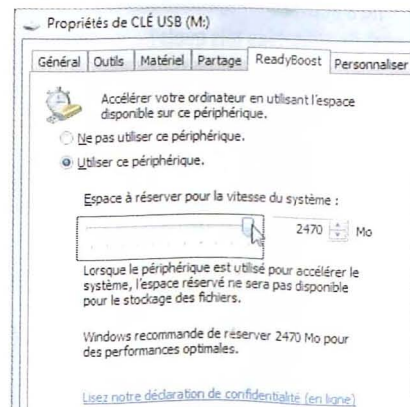 Propriétés de CLÉ USB (M:)
Général Outils Matériel Partage ReadyBoost Personnaliser
Accélérer votre ordinateur en utilisant l'espace
disponible sur ce périphérique.
Ne pas utiliser ce périphérique.
Utiliser ce périphérique.
Espace à réserver pour la vitesse du système :
2470 Mo
Lorsque le périphérique est utilisé pour accélérer le
système, l'espace réservé ne sera pas disponible
pour le stockage des fichiers.
Windows recommande de réserver 2470 Mo pour
des performances optimales.
Lisez notre déclaration de confidentialité (en ligne)